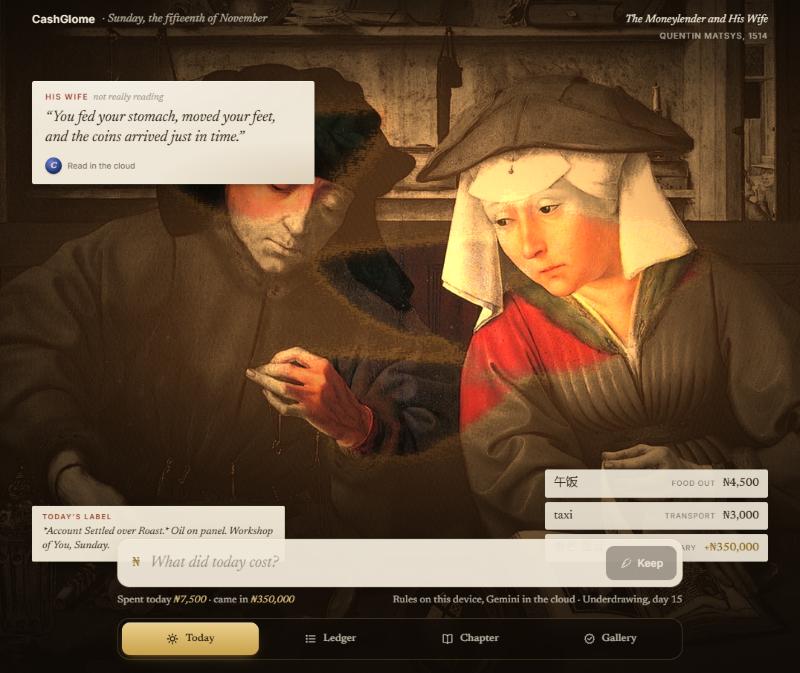 CashGlome · Sunday, the fifteenth of November
The Moneylender and His Wife
QUENTIN MATSYS, 1514
HIS WIFE not really reading
“You fed your stomach, moved your feet,
and the coins arrived just in time.”
C Read in the cloud
午饭 FOOD OUT ₦4,500
taxi TRANSPORT ₦3,000
ARY +₦350,000
TODAY'S LABEL
*Account Settled over Roast.* Oil on panel. Workshop
of You, Sunday.
₦ What did today cost? Keep
Spent today ₦7,500 · came in ₦350,000
Rules on this device, Gemini in the cloud · Underdrawing, day 15
Today Ledger Chapter Gallery